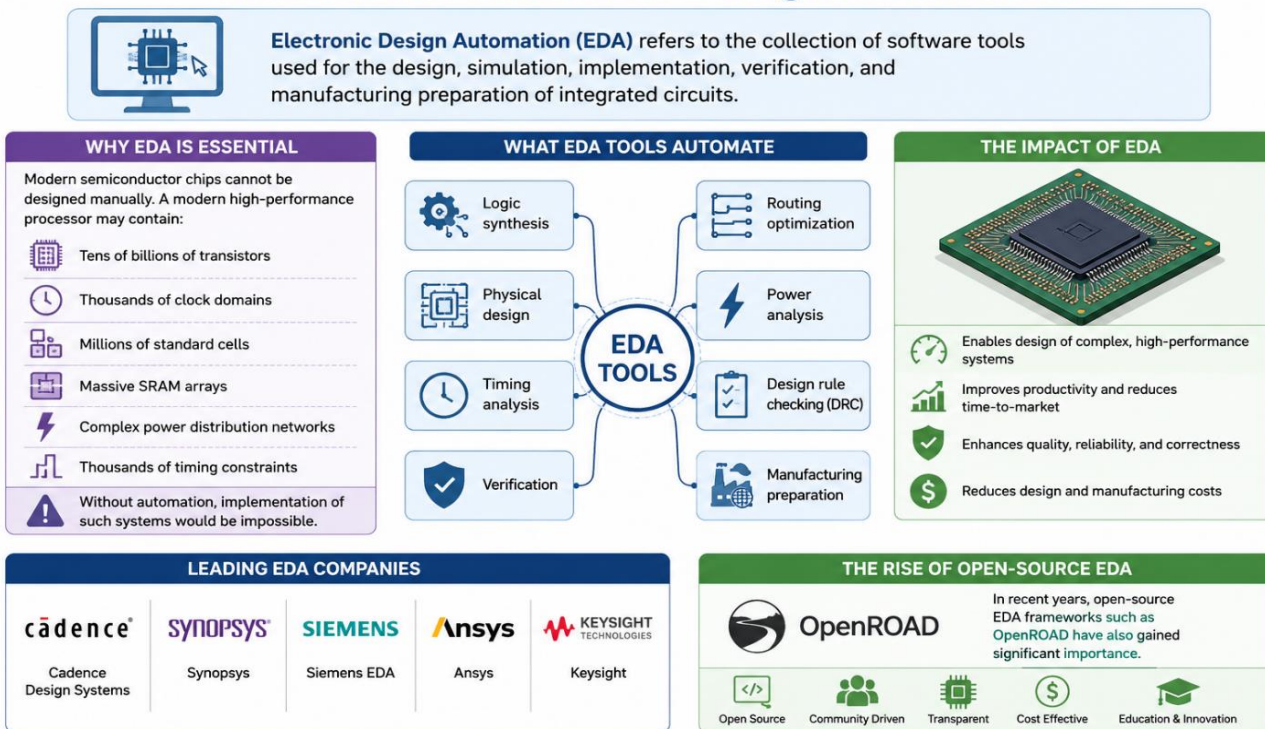 Electronic Design Automation (EDA) refers to the collection of software tools
used for the design, simulation, implementation, verification, and
manufacturing preparation of integrated circuits.
WHY EDA IS ESSENTIAL
Modern semiconductor chips cannot be
designed manually. A modern high-performance
processor may contain:
Tens of billions of transistors
Thousands of clock domains
Millions of standard cells
Massive SRAM arrays
Complex power distribution networks
Thousands of timing constraints
Without automation, implementation of
such systems would be impossible.
WHAT EDA TOOLS AUTOMATE
Logic
synthesis
Physical
design
Timing
analysis
Verification
EDA
TOOLS
Routing
optimization
Power
analysis
Design rule
checking (DRC)
Manufacturing
preparation
THE IMPACT OF EDA
Enables design of complex, high-performance
systems
Improves productivity and reduces
time-to-market
Enhances quality, reliability, and correctness
$
Reduces design and manufacturing costs
LEADING EDA COMPANIES
cādence®
Cadence
Design Systems
SYNOPSYS®
Synopsys
SIEMENS
Siemens EDA
Ansys
Ansys
KEYSIGHT
TECHNOLOGIES
Keysight
THE RISE OF OPEN-SOURCE EDA
OpenROAD
In recent years, open-source
EDA frameworks such as
OpenROAD have also gained
significant importance.
</>
$
Open Source
Community Driven
Transparent
Cost Effective
Education & Innovation